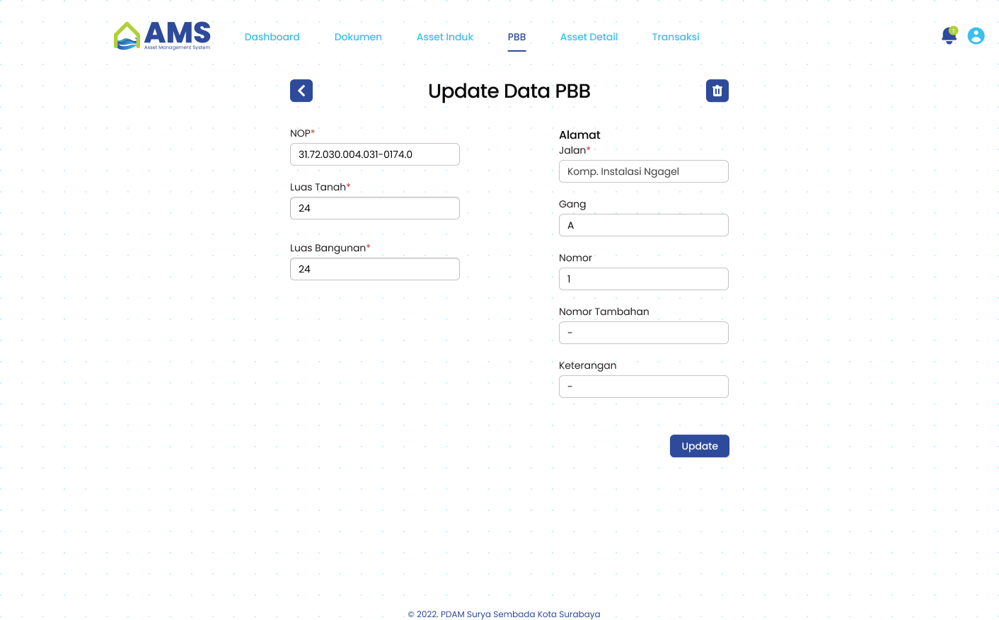 AMS
Asset Management System
Dashboard
Dokumen
Asset Induk
PBB
Asset Detail
Transaksi
2
Update Data PBB
NOP*
31.72.030.004.031-0174.0
Luas Tanah*
24
Luas Bangunan*
24
Alamat
Jalan*
Komp. Instalasi Ngagel
Gang
A
Nomor
1
Nomor Tambahan
-
Keterangan
-
Update
© 2022. PDAM Surya Sembada Kota Surabaya